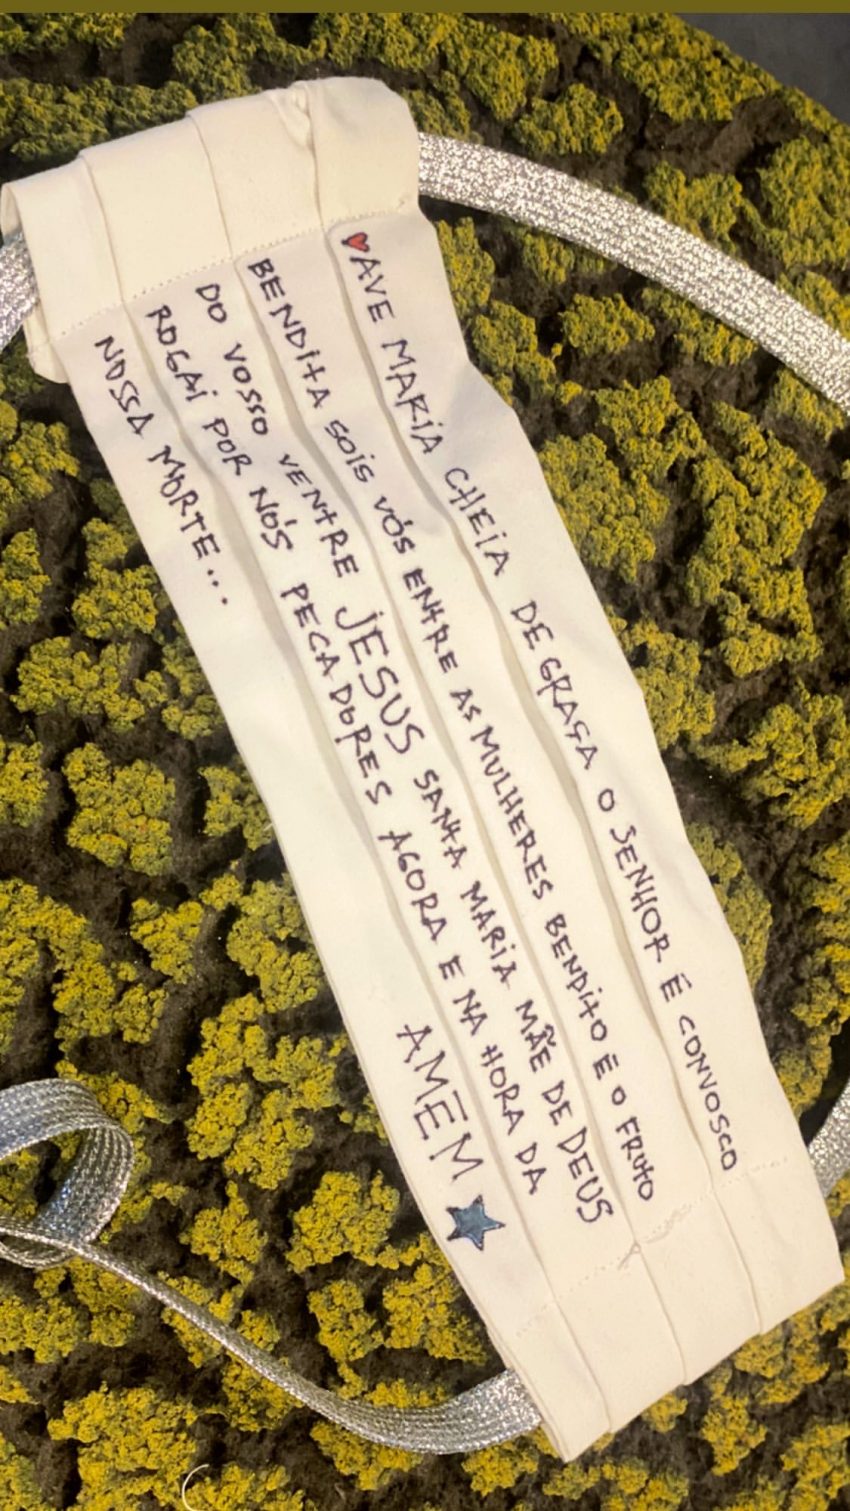 AVE MARIA CHEIA DE GRAÇA O SENHOR É CONVOSCO
BENDITA SOIS VÓS ENTRE AS MULHERES BENDITO É O FRUTO
DO VOSSO VENTRE JESUS SANTA MARIA MÃE DE DEUS
ROGAI POR NÓS PECADORES AGORA E NA HORA DA
NOSSA MORTE... AMÉM